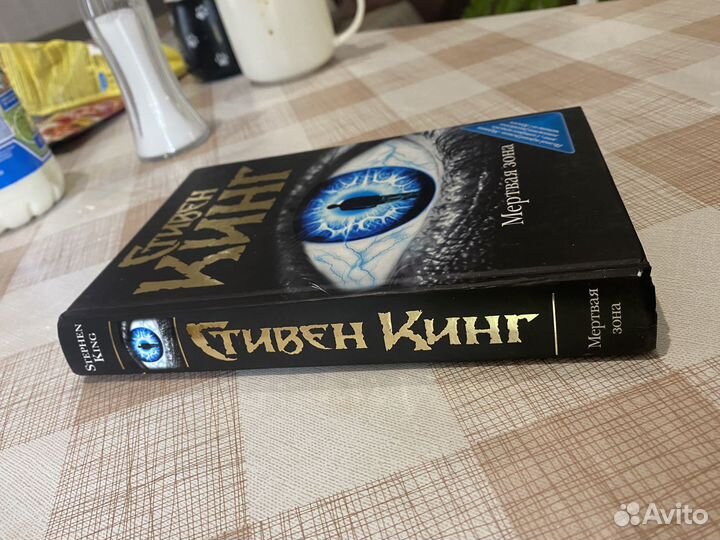 СТИВЕН
КИНГ
Мертвая зона
STEPHEN
KING
СТИВЕН КИНГ
Мертвая
зона
Avito